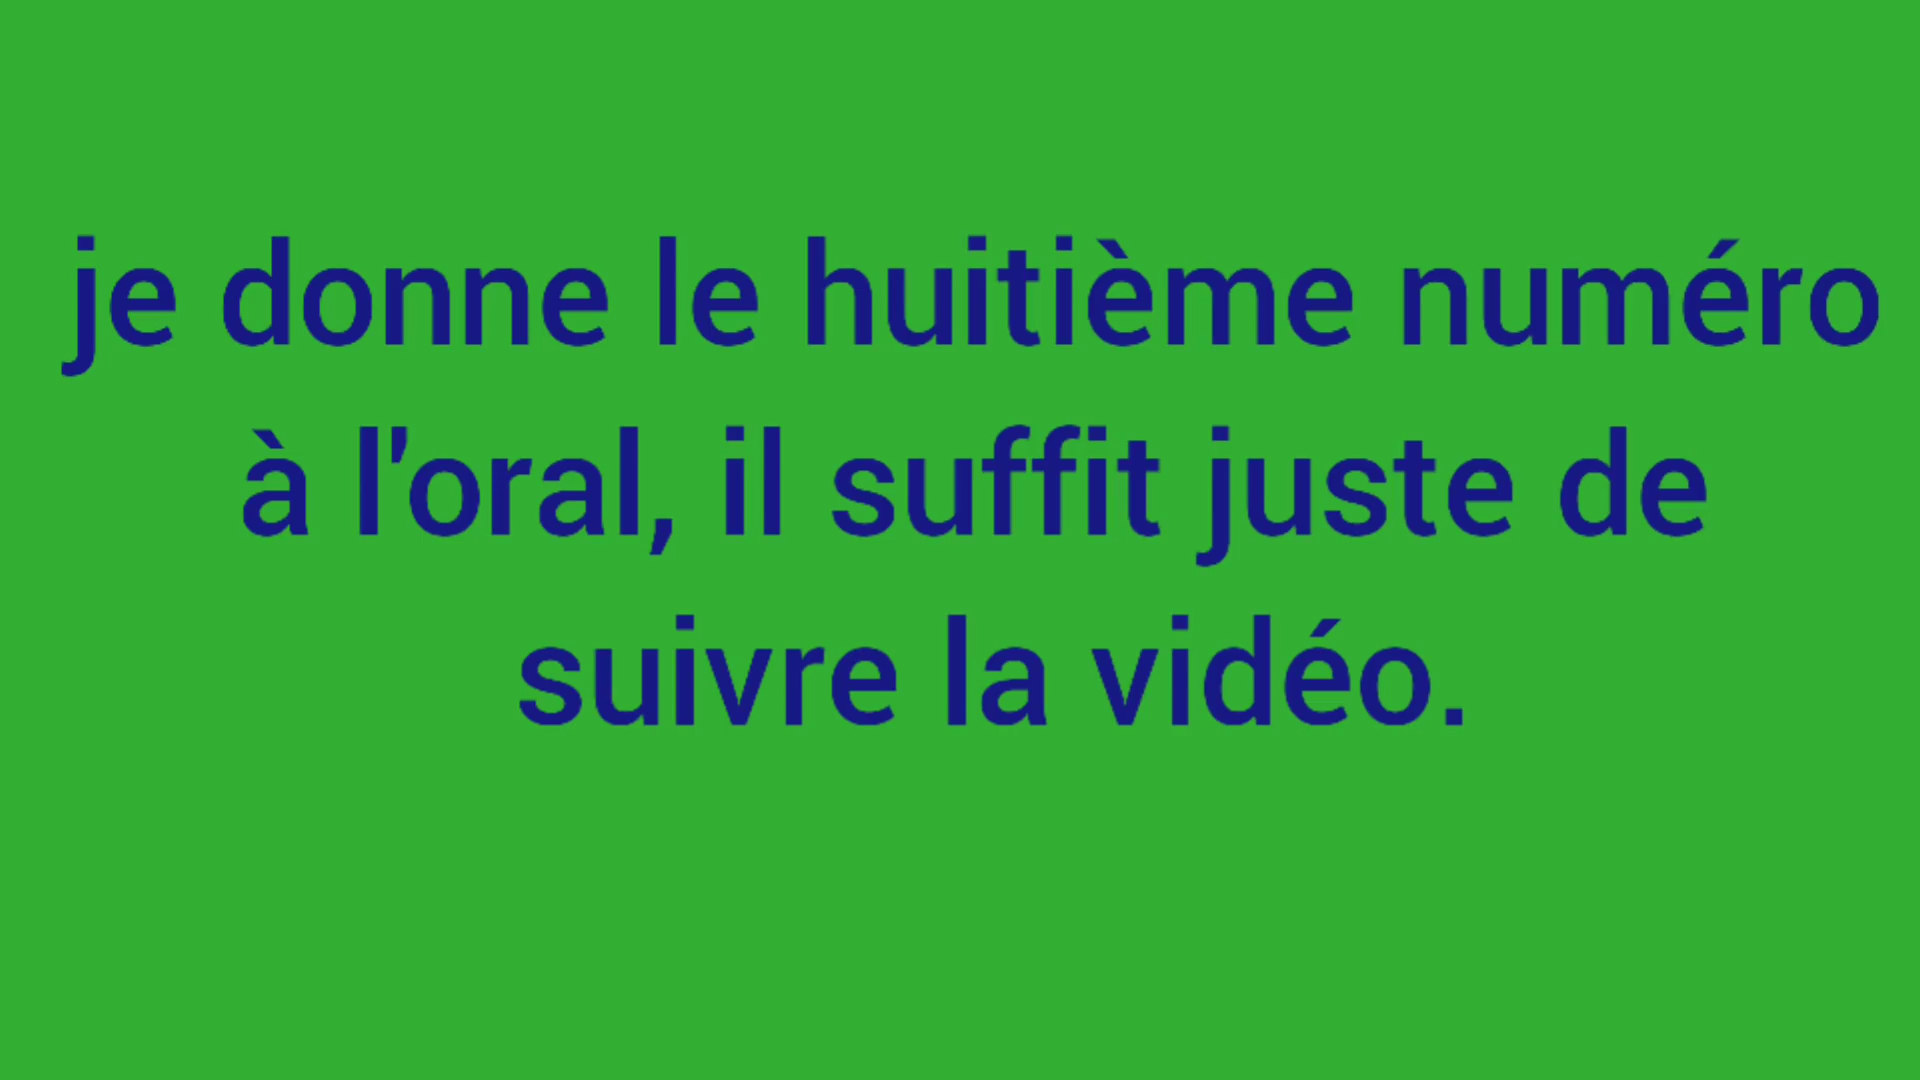 je donne le huitième numéro
à l'oral, il suffit juste de
suivre la vidéo.